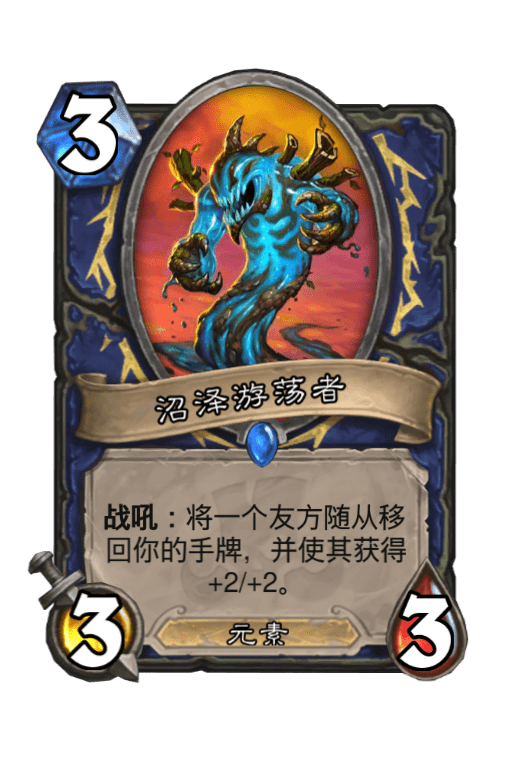 3
沼泽游荡者
战吼：将一个友方随从移
回你的手牌，并使其获得
+2/+2。
3
元素
3